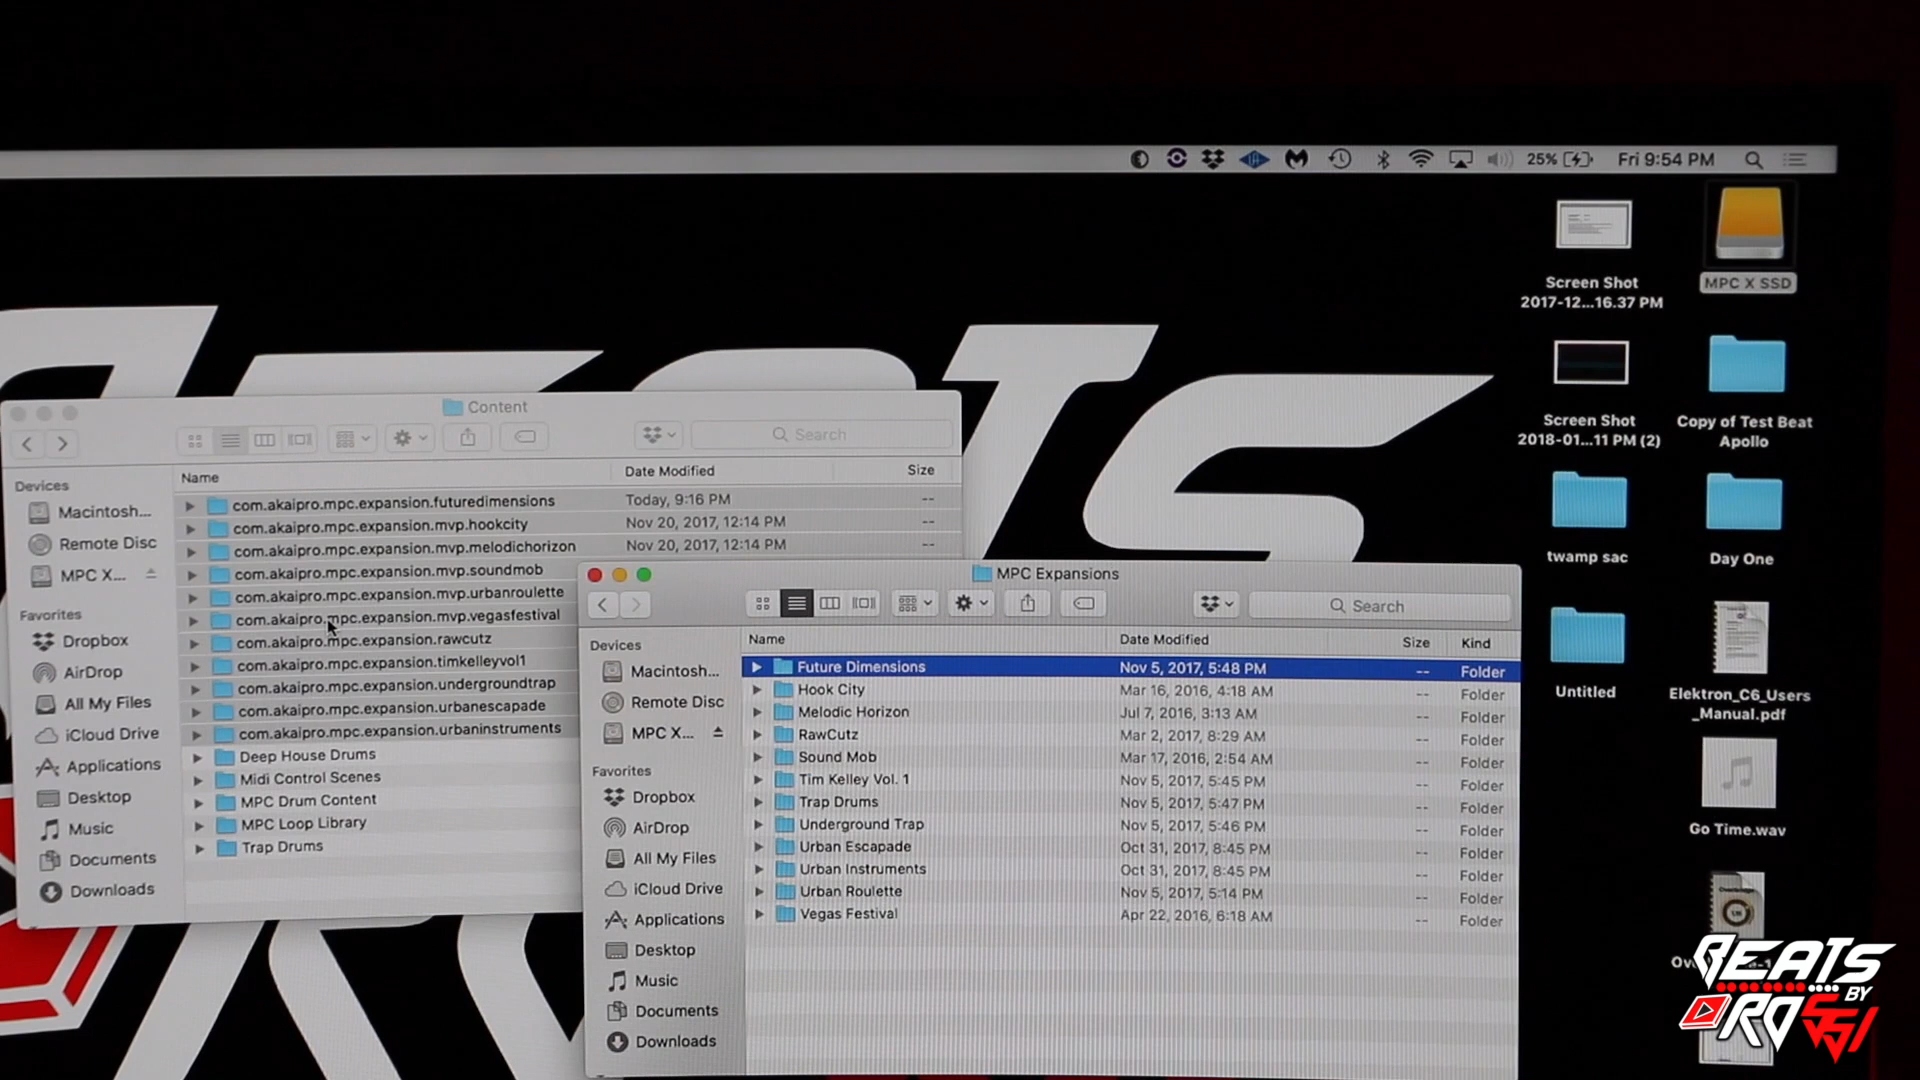 25% Fri 9:54 PM
Screen Shot
2017-12...16.37 PM
MPC X SSD
Screen Shot
2018-01...11 PM (2)
Copy of Test Beat
Apollo
twamp sac
Day One
Untitled
Elektron_C6_Users
_Manual.pdf
Go Time.wav
Content
Search
Name Date Modified Size
Devices
Macintosh...
Remote Disc
MPC X...
Favorites
Dropbox
AirDrop
All My Files
iCloud Drive
Applications
Desktop
Music
Documents
Downloads
com.akaipro.mpc.expansion.futuredimensions Today, 9:16 PM --
com.akaipro.mpc.expansion.mvp.hookcity Nov 20, 2017, 12:14 PM --
com.akaipro.mpc.expansion.mvp.melodichorizon Nov 20, 2017, 12:14 PM --
com.akaipro.mpc.expansion.mvp.soundmob
com.akaipro.mpc.expansion.mvp.urbanroulette
com.akaipro.mpc.expansion.mvp.vegasfestival
com.akaipro.mpc.expansion.rawcutz
com.akaipro.mpc.expansion.timkelleyvol1
com.akaipro.mpc.expansion.undergroundtrap
com.akaipro.mpc.expansion.urbanescapade
com.akaipro.mpc.expansion.urbaninstruments
Deep House Drums
Midi Control Scenes
MPC Drum Content
MPC Loop Library
Trap Drums
MPC Expansions
Search
Name Date Modified Size Kind
Devices
Macintosh...
Remote Disc
MPC X...
Favorites
Dropbox
AirDrop
All My Files
iCloud Drive
Applications
Desktop
Music
Documents
Downloads
Future Dimensions Nov 5, 2017, 5:48 PM -- Folder
Hook City Mar 16, 2016, 4:18 AM -- Folder
Melodic Horizon Jul 7, 2016, 3:13 AM -- Folder
RawCutz Mar 2, 2017, 8:29 AM -- Folder
Sound Mob Mar 17, 2016, 2:54 AM -- Folder
Tim Kelley Vol. 1 Nov 5, 2017, 5:45 PM -- Folder
Trap Drums Nov 5, 2017, 5:47 PM -- Folder
Underground Trap Nov 5, 2017, 5:46 PM -- Folder
Urban Escapade Oct 31, 2017, 8:45 PM -- Folder
Urban Instruments Oct 31, 2017, 8:45 PM -- Folder
Urban Roulette Nov 5, 2017, 5:14 PM -- Folder
Vegas Festival Apr 22, 2016, 6:18 AM -- Folder
BEATS
BY
DROSSI